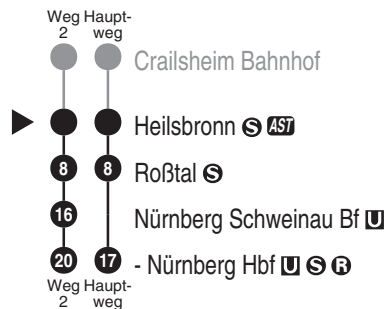 Weg Haupt-
2 weg
Crailsheim Bahnhof
Heilsbronn S AST
8 8 Roßtal S
16 Nürnberg Schweinau Bf U
20 17 - Nürnberg Hbf U S R
Weg Haupt-
2 weg